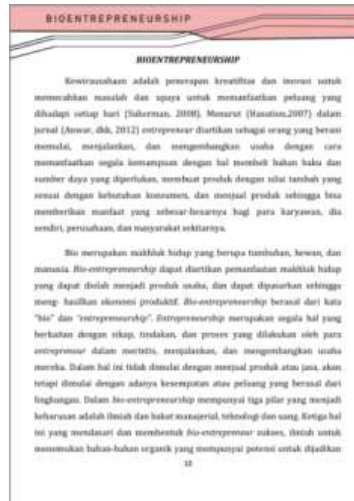 BIOENTREPRENEURSHIP
BIOENTREPRENEURSHIP
Kewirausahaan adalah penerapan kreatifitas dan inovasi untuk
memecahkan masalah dan upaya untuk memanfaatkan peluang yang
dihadapi setiap hari (Suherman, 2008). Menurut (Hasation,2007) dalam
jurnal (Anwar, dkk, 2012) entrepreneur diartikan sebagai orang yang berani
memulai, menjalankan, dan mengembangkan usaha dengan cara
memanfaatkan segala kemampuan dengan hal membeli bahan baku dan
sumber daya yang diperlukan, membuat produk dengan nilai tambah yang
sesuai dengan kebutuhan konsumen, dan menjual produk sehingga bisa
memberikan manfaat yang sebesar-besarnya bagi para karyawan, dia
sendiri, perusahaan, dan masyarakat sekitarnya.
Bio merupakan makhluk hidup yang berupa tumbuhan, hewan, dan
manusia. Bio-entrepreneurship dapat diartikan pemanfaatan makhluk hidup
yang dapat diolah menjadi produk usaha, dan dapat dipasarkan sehingga
meng- hasilkan ekonomi produktif. Bio-entrepreneurship berasal dari kata
"bio" dan "entrepreneurship". Entrepreneurship merupakan segala hal yang
berkaitan dengan sikap, tindakan, dan proses yang dilakukan oleh para
entrepreneur dalam merintis, menjalankan, dan mengembangkan usaha
mereka. Dalam hal ini tidak dimulai dengan menjual produk atau jasa, akan
tetapi dimulai dengan adanya kesempatan atau peluang yang berasal dari
lingkungan. Dalam bio-entrepreneurship mempunyai tiga pilar yang menjadi
keharusan adalah ilmiah dan bakat manajerial, teknologi dan uang. Ketiga hal
ini yang mendasari dan membentuk bio-entrepreneur sukses, ilmiah untuk
menemukan bahan-bahan organik yang mempunyai potensi untuk dijadikan
10